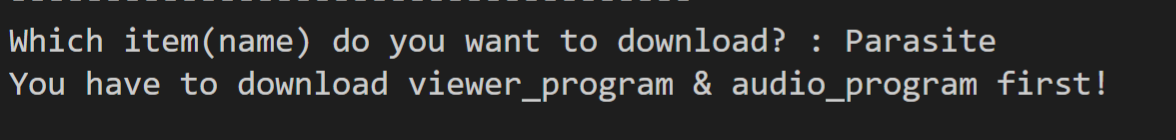 Which item(name) do you want to download? : Parasite
You have to download viewer_program & audio_program first!